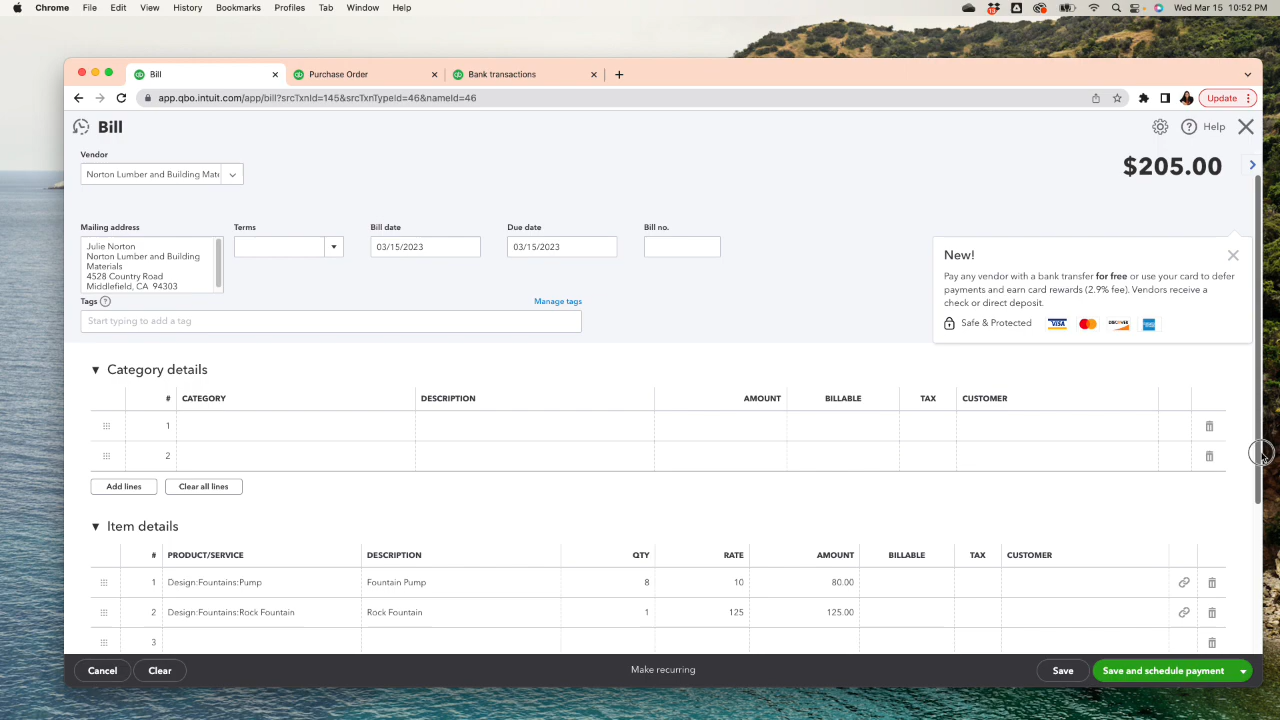 Chrome File Edit View History Bookmarks Profiles Tab Window Help Wed Mar 15 10:52 PM
Bill Purchase Order Bank transactions
app.qbo.intuit.com/app/bill?srcTxnId=145&srcTxnTypeId=46&nameId=46 Update
Bill Help
Vendor
Norton Lumber and Building Mate
$205.00
Mailing address Terms Bill date Due date Bill no.
Julie Norton
Norton Lumber and Building
Materials
4528 Country Road
Middlefield, CA 94303
03/15/2023 03/15/2023
Tags Manage tags
Start typing to add a tag
New!
Pay any vendor with a bank transfer for free or use your card to defer
payments and earn card rewards (2.9% fee). Vendors receive a
check or direct deposit.
Safe & Protected VISA DISCOVER
Category details
# CATEGORY DESCRIPTION AMOUNT BILLABLE TAX CUSTOMER
1
2
Add lines Clear all lines
Item details
# PRODUCT/SERVICE DESCRIPTION QTY RATE AMOUNT BILLABLE TAX CUSTOMER
1 Design:Fountains:Pump Fountain Pump 8 10 80.00
2 Design:Fountains:Rock Fountain Rock Fountain 1 125 125.00
3
Cancel Clear Make recurring Save Save and schedule payment